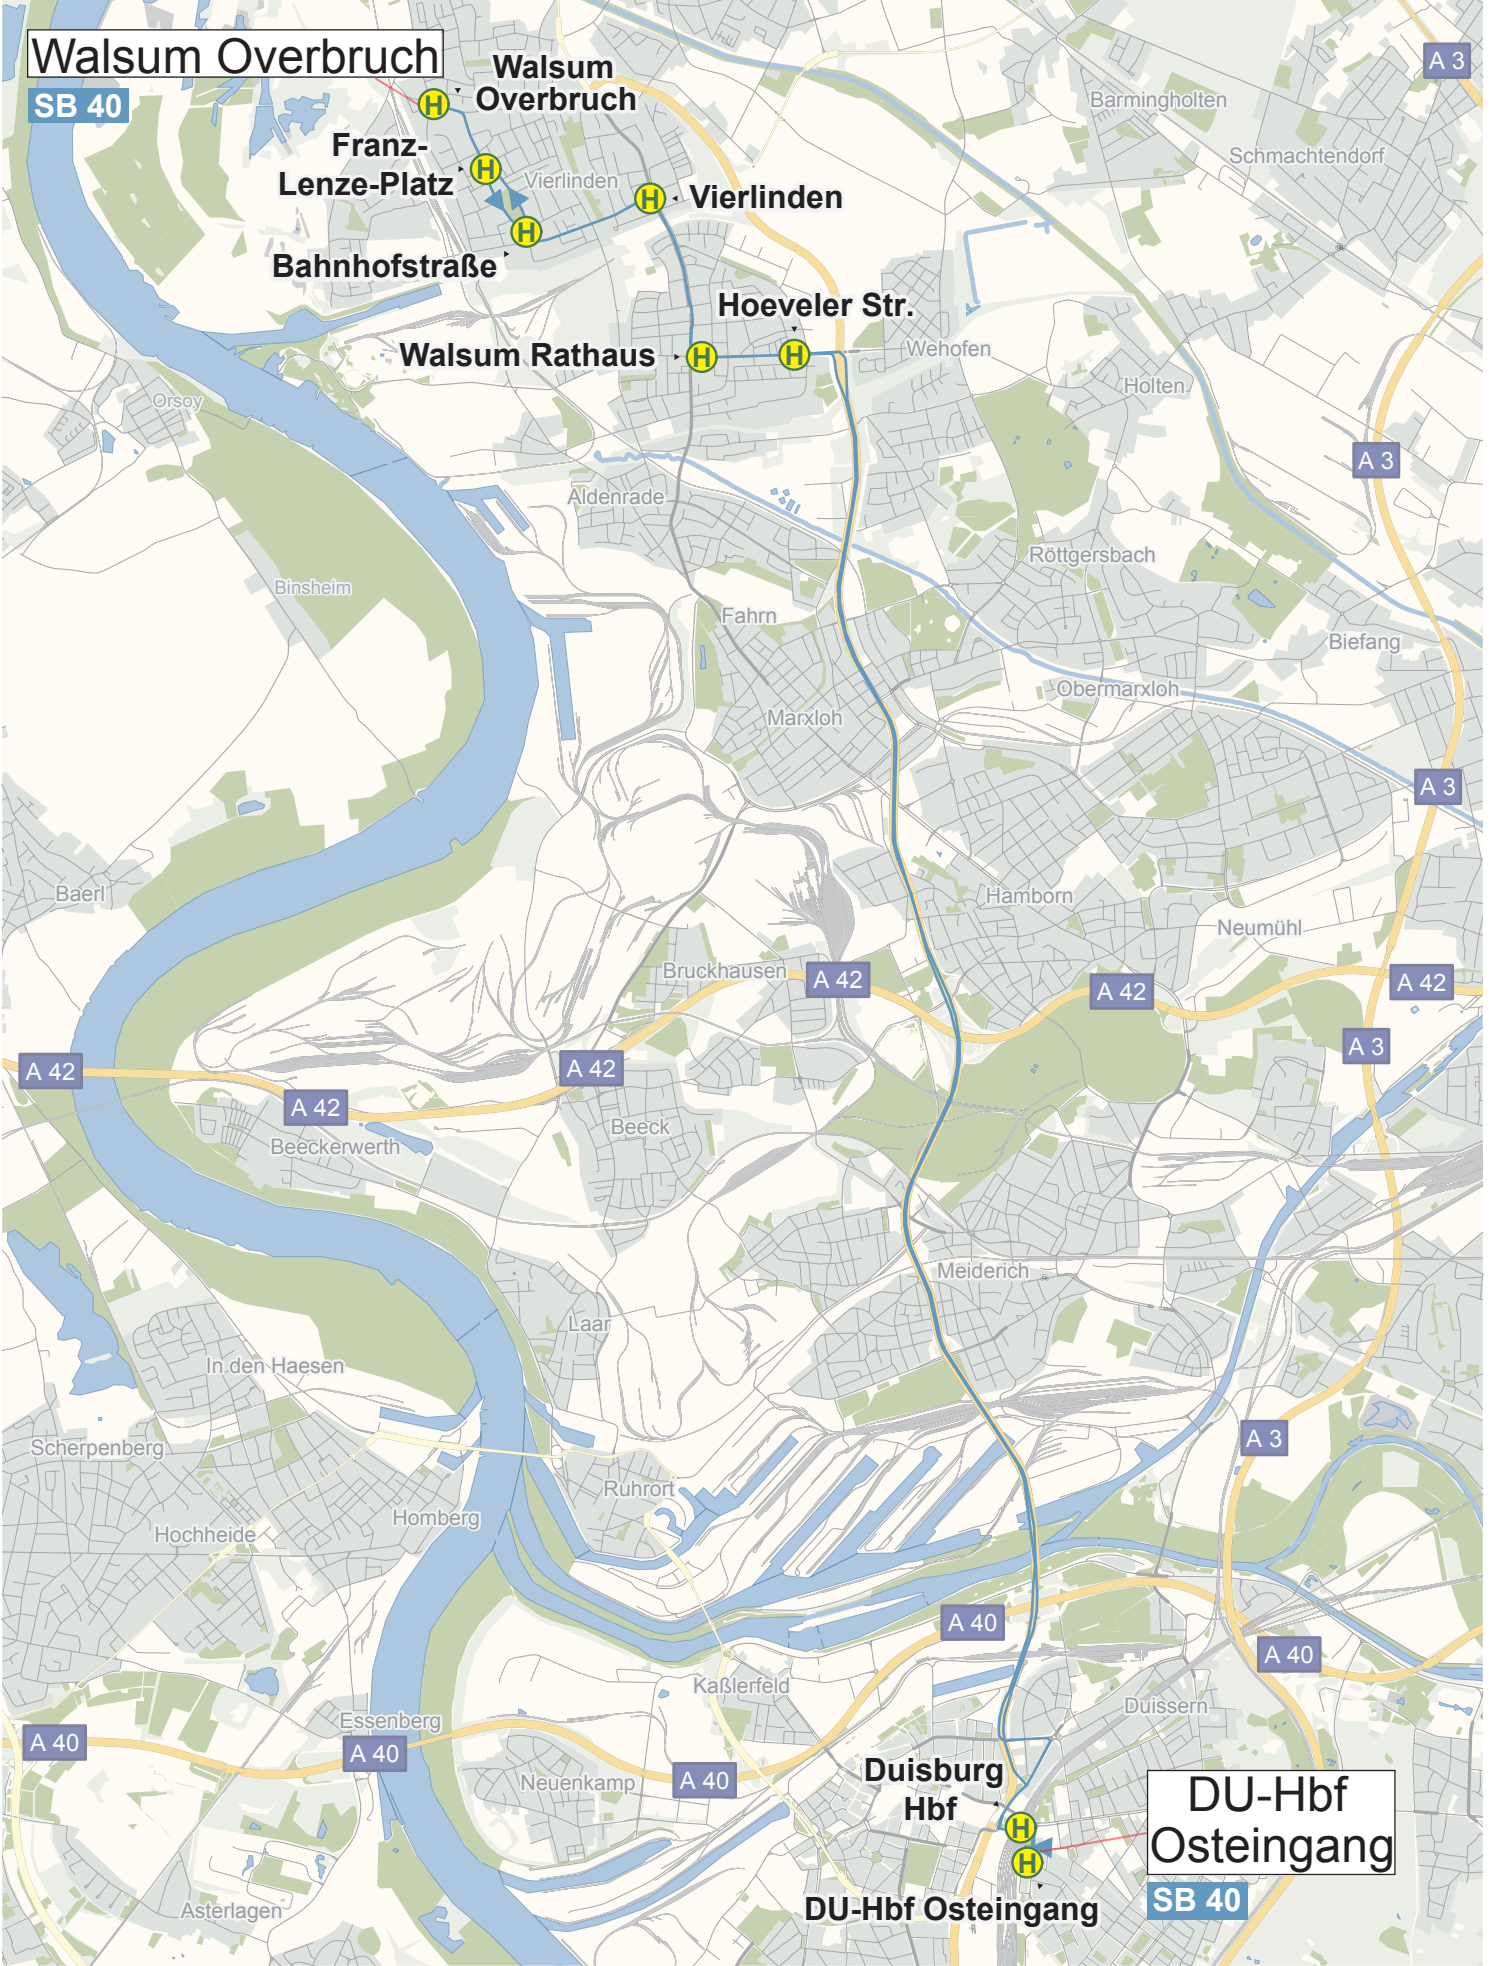 Walsum Overbruch
SB 40
A 3
Walsum
Overbruch
Barmingholten
Franz-
Lenze-Platz
Schmachtendorf
Vierlinden
Vierlinden
Bahnhofstraße
Hoeveler Str.
Walsum Rathaus
Wehofen
Holten
Orsoy
A 3
Aldenrade
Röttgersbach
Binsheim
Fahrn
Biefang
Obermarxloh
Marxloh
A 3
Baerl
Hamborn
Neumühl
Bruckhausen
A 42
A 42
A 42
A 3
A 42
A 42
A 42
Beeck
Beeckerwerth
Meiderich
Laar
In den Haesen
Scherpenberg
A 3
Ruhrort
Homberg
Hochheide
A 40
A 40
Kaßlerfeld
Duissern
Essenberg
A 40
A 40
Neuenkamp
A 40
Duisburg
Hbf
DU-Hbf
Osteingang
SB 40
DU-Hbf Osteingang
Asterlagen